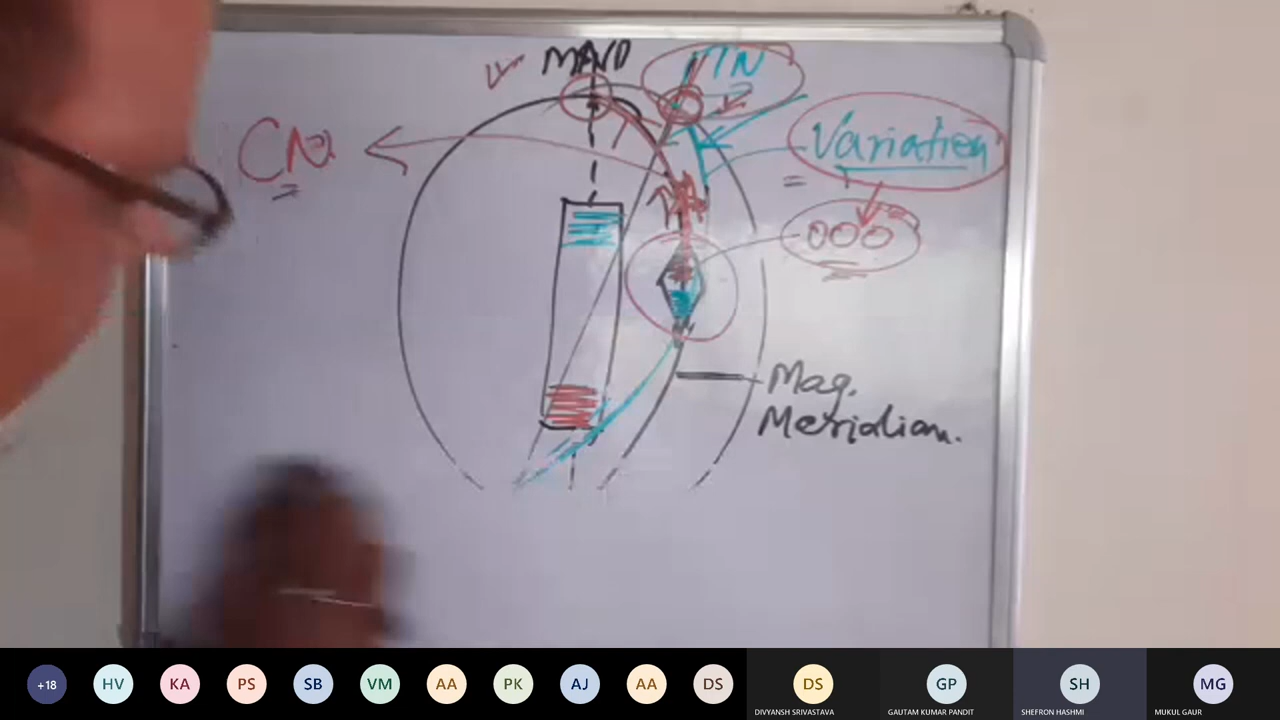 TN
CN.
Variation
=
000
Mag.
Meridian.
+18
HV
KA
PS
SB
VM
AA
PK
AJ
AA
DS
DS
DIVYANSH SRIVASTAVA
GP
GAUTAM KUMAR PANDIT
SH
SHEFRON HASHMI
MG
MUKUL GAUR